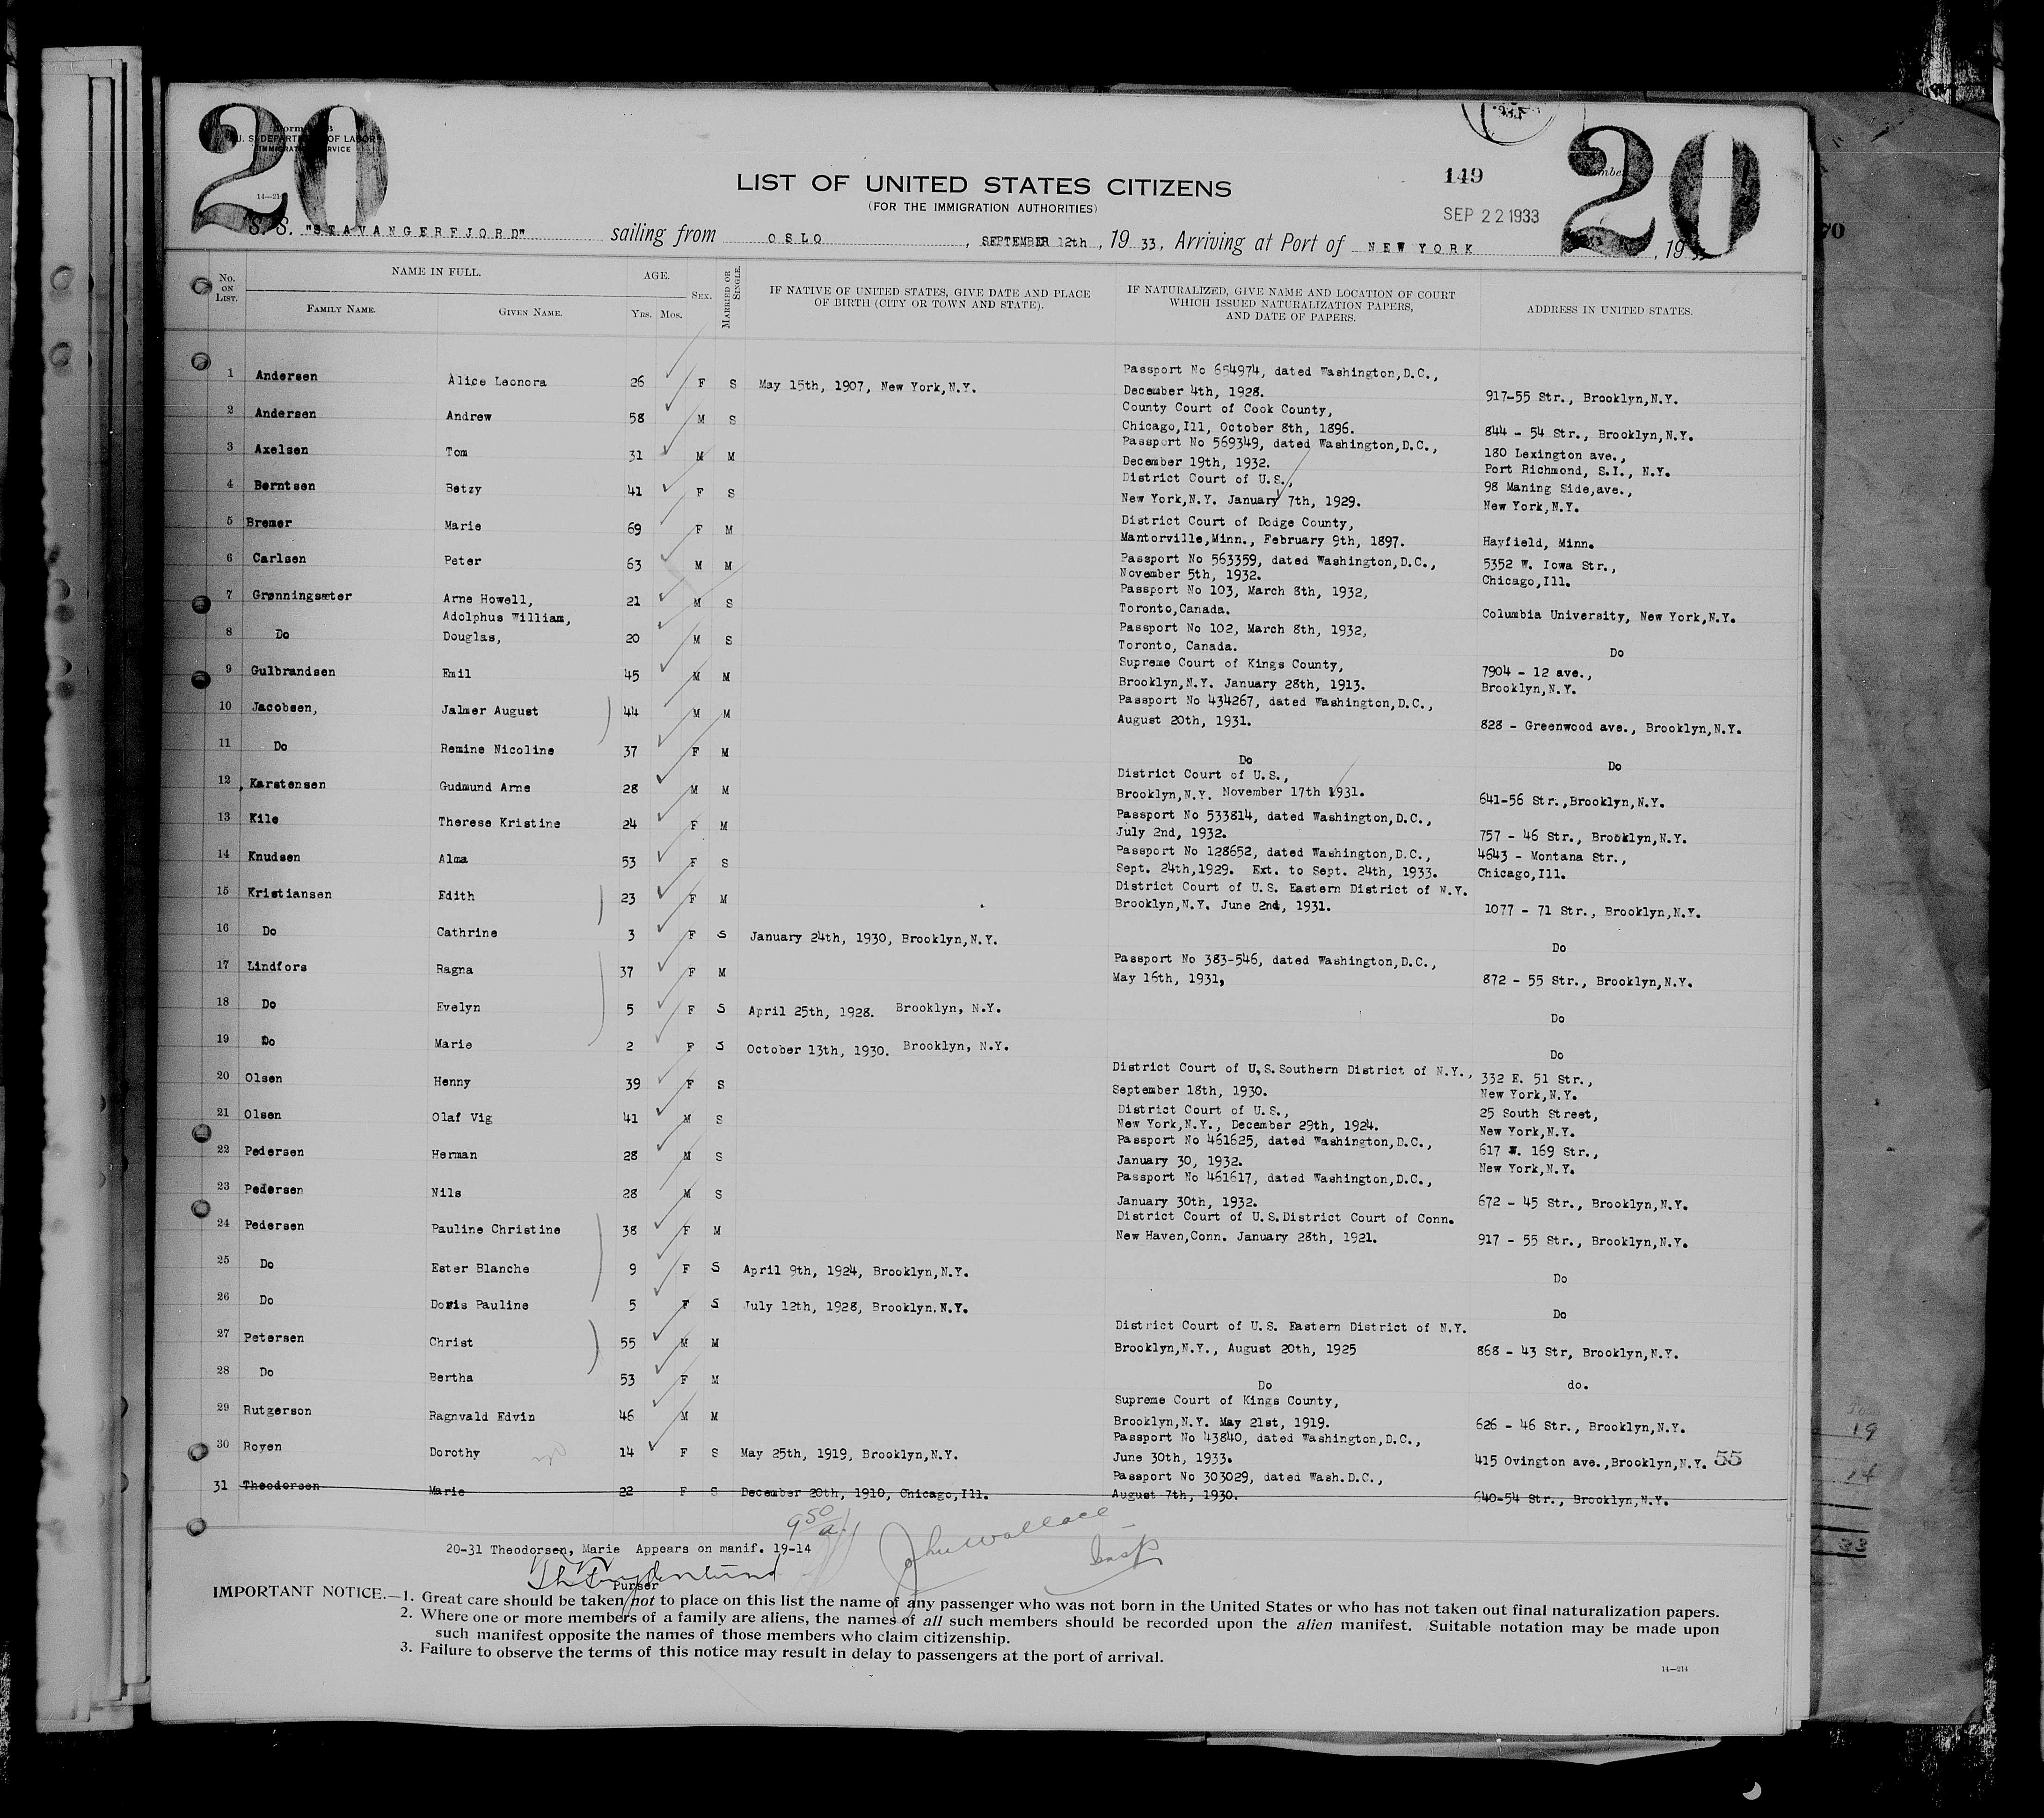 20
20
Form
U. S. DEPARTMENT OF LABOR
IMMIGRATION SERVICE
14—21
149
SEP 22 1933
LIST OF UNITED STATES CITIZENS
(FOR THE IMMIGRATION AUTHORITIES)
S. S. "STAVANGERFJORD" sailing from OSLO, SEPTEMBER 12th, 19 33, Arriving at Port of NEW YORK, 19
No. ON LIST. NAME IN FULL. AGE. SEX. MARRIED OR SINGLE. IF NATIVE OF UNITED STATES, GIVE DATE AND PLACE OF BIRTH (CITY OR TOWN AND STATE). IF NATURALIZED, GIVE NAME AND LOCATION OF COURT WHICH ISSUED NATURALIZATION PAPERS, AND DATE OF PAPERS. ADDRESS IN UNITED STATES.
FAMILY NAME. GIVEN NAME. YRS. MOS.
1 Andersen Alice Leonora 26 F S May 15th, 1907, New York,N.Y. Passport No 654974, dated Washington,D.C., December 4th, 1928. 917-55 Str., Brooklyn,N.Y.
2 Andersen Andrew 58 M S County Court of Cook County, Chicago,Ill, October 8th, 1896. 844 - 54 Str., Brooklyn,N.Y.
3 Axelsen Tom 31 M M Passport No 569349, dated Washington,D.C., December 19th, 1932. 180 Lexington ave., Port Richmond, S.I., N.Y.
4 Berntsen Betzy 41 F S District Court of U.S., New York,N.Y. January 7th, 1929. 98 Maning Side,ave., New York,N.Y.
5 Bremer Marie 69 F M District Court of Dodge County, Mantorville,Minn., February 9th, 1897. Hayfield, Minn.
6 Carlsen Peter 63 M M Passport No 563359, dated Washington,D.C., November 5th, 1932. 5352 W. Iowa Str., Chicago,Ill.
7 Grønningsæter Arne Howell, 21 M S Passport No 103, March 8th, 1932, Toronto,Canada. Columbia University, New York,N.Y.
8 Do Adolphus William, Douglas, 20 M S Passport No 102, March 8th, 1932, Toronto, Canada. Do
9 Gulbrandsen Emil 45 M M Supreme Court of Kings County, Brooklyn,N.Y. January 28th, 1913. 7904 - 12 ave., Brooklyn,N.Y.
10 Jacobsen, Jalmer August 44 M M Passport No 434267, dated Washington,D.C., August 20th, 1931. 828 - Greenwood ave., Brooklyn,N.Y.
11 Do Remine Nicoline 37 F M Do Do
12 Karstensen Gudmund Arne 28 M M District Court of U.S., Brooklyn,N.Y. November 17th 1931. 641-56 Str.,Brooklyn,N.Y.
13 Kile Therese Kristine 24 F M Passport No 533814, dated Washington,D.C., July 2nd, 1932. 757 - 46 Str., Brooklyn,N.Y.
14 Knudsen Alma 53 F S Passport No 128652, dated Washington,D.C., Sept. 24th,1929. Ext. to Sept. 24th, 1933. 4643 - Montana Str., Chicago,Ill.
15 Kristiansen Edith 23 F M District Court of U.S. Eastern District of N.Y. Brooklyn,N.Y. June 2nd, 1931. 1077 - 71 Str., Brooklyn,N.Y.
16 Do Cathrine 3 F S January 24th, 1930, Brooklyn,N.Y. Do
17 Lindfors Ragna 37 F M Passport No 383-546, dated Washington,D.C., May 16th, 1931, 872 - 55 Str., Brooklyn,N.Y.
18 Do Evelyn 5 F S April 25th, 1928. Brooklyn, N.Y. Do
19 Do Marie 2 F S October 13th, 1930. Brooklyn, N.Y. Do
20 Olsen Henny 39 F S District Court of U.S.Southern District of N.Y., September 18th, 1930. 332 E. 51 Str., New York,N.Y.
21 Olsen Olaf Vig 41 M S District Court of U.S., New York,N.Y., December 29th, 1924. 25 South Street, New York,N.Y.
22 Pedersen Herman 28 M S Passport No 461625, dated Washington,D.C., January 30, 1932. 617 W. 169 Str., New York,N.Y.
23 Pedersen Nils 28 M S Passport No 461617, dated Washington,D.C., January 30th, 1932. 672 - 45 Str., Brooklyn,N.Y.
24 Pedersen Pauline Christine 38 F M District Court of U.S.District Court of Conn. New Haven,Conn. January 28th, 1921. 917 - 55 Str., Brooklyn,N.Y.
25 Do Ester Blanche 9 F S April 9th, 1924, Brooklyn,N.Y. Do
26 Do Doris Pauline 5 F S July 12th, 1928, Brooklyn,N.Y. Do
27 Petersen Christ 55 M M District Court of U.S. Eastern District of N.Y. Brooklyn,N.Y., August 20th, 1925 868 - 43 Str, Brooklyn,N.Y.
28 Do Bertha 53 F M Do do.
29 Rutgerson Ragnvald Edvin 46 M M Supreme Court of Kings County, Brooklyn,N.Y. May 21st, 1919. 626 - 46 Str., Brooklyn,N.Y.
30 Royen Dorothy 14 F S May 25th, 1919, Brooklyn,N.Y. Passport No 43840, dated Washington,D.C., June 30th, 1933. 415 Ovington ave.,Brooklyn,N.Y. 55
31 Theodorsen Marie 22 F S December 20th, 1910, Chicago,Ill. Passport No 303029, dated Wash.D.C., August 7th, 1930. 640-54 Str., Brooklyn,N.Y.
9 50 a
John Wallace
Insp
20-31 Theodorsen, Marie Appears on manif. 19-14
Purser
IMPORTANT NOTICE.—1. Great care should be taken not to place on this list the name of any passenger who was not born in the United States or who has not taken out final naturalization papers.
2. Where one or more members of a family are aliens, the names of all such members should be recorded upon the alien manifest. Suitable notation may be made upon
such manifest opposite the names of those members who claim citizenship.
3. Failure to observe the terms of this notice may result in delay to passengers at the port of arrival.
14—214
70
19
14
33